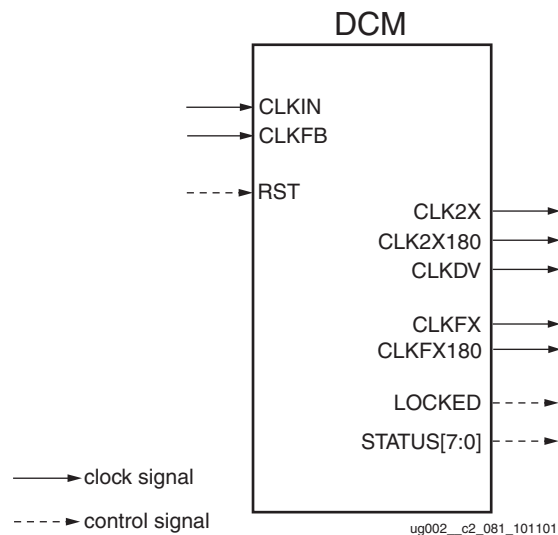 DCM
CLKIN
CLKFB
RST
CLK2X
CLK2X180
CLKDV
CLKFX
CLKFX180
LOCKED
STATUS[7:0]
clock signal
control signal
ug002__c2_081_101101